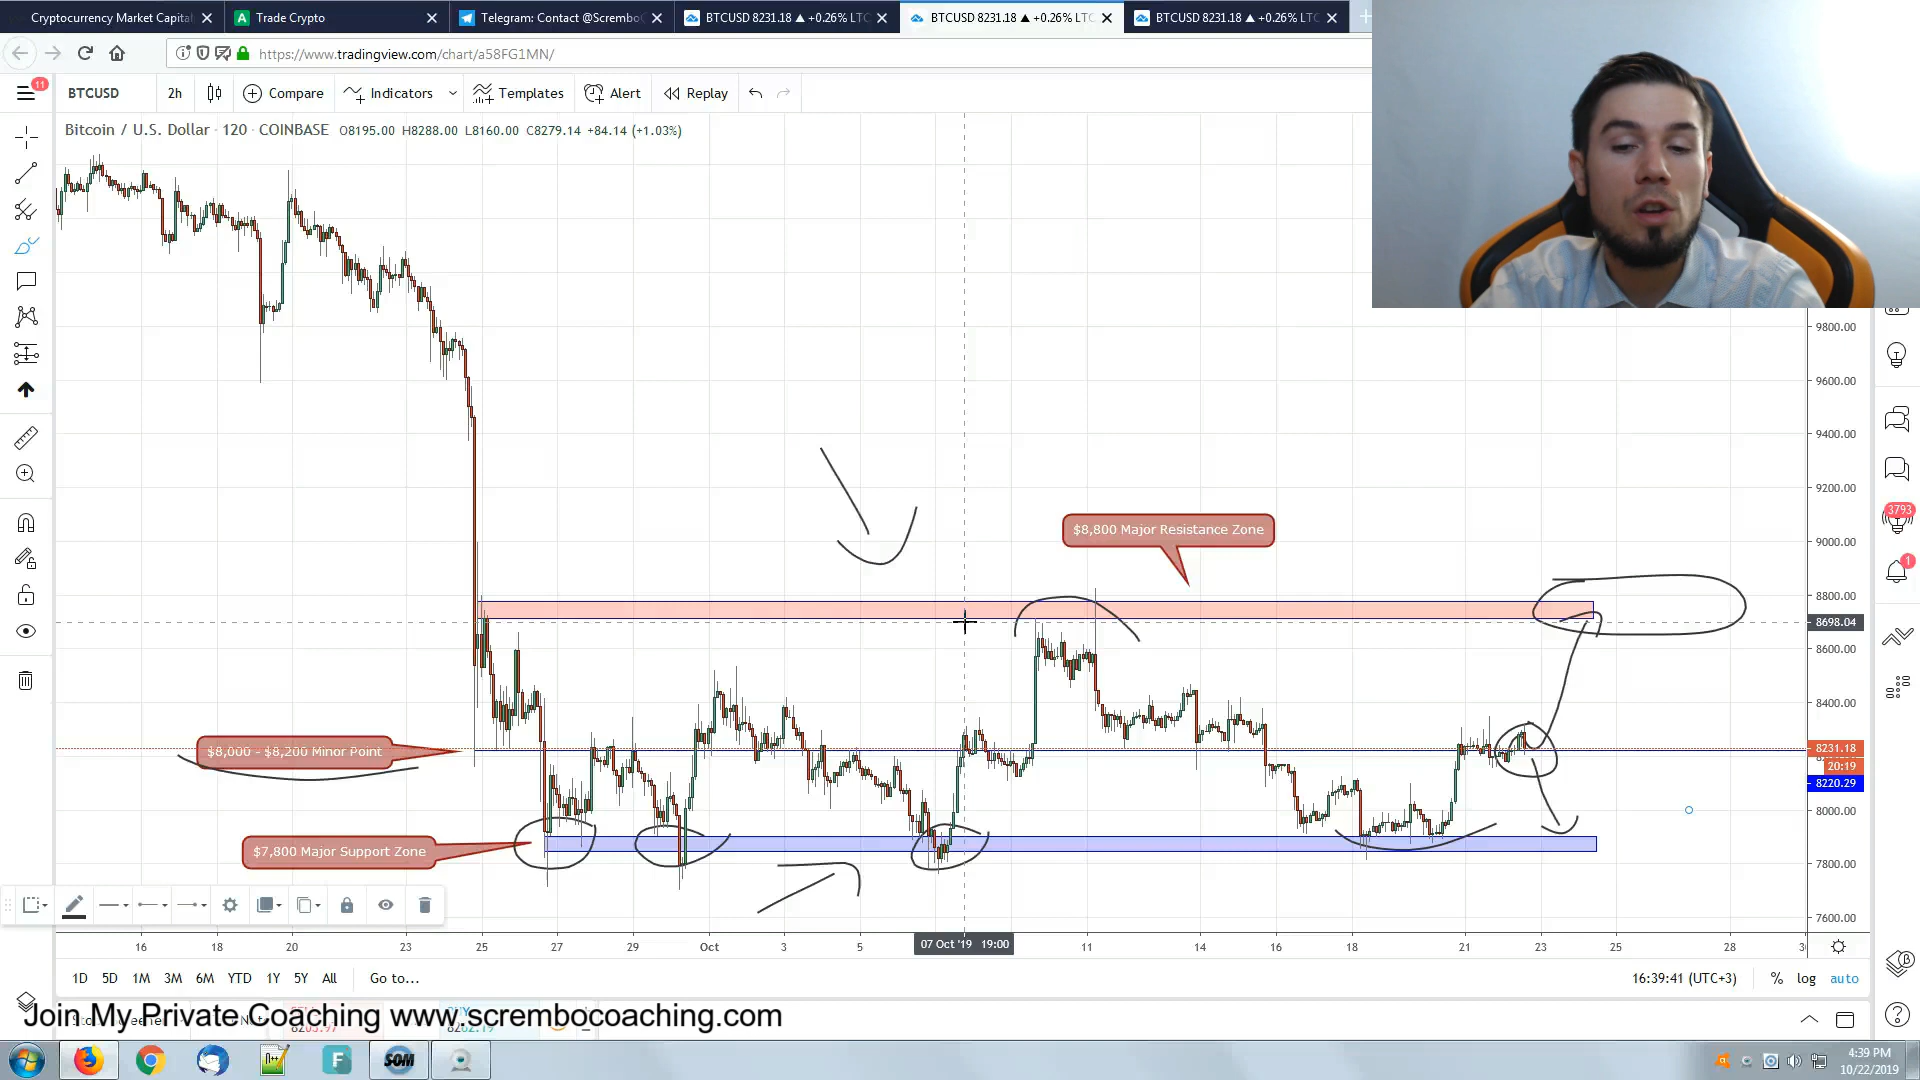 Cryptocurrency Market Capital
Trade Crypto
Telegram: Contact @Scrembo
BTCUSD 8231.18 ▲ +0.26% LTC
BTCUSD 8231.18 ▲ +0.26% LTC
BTCUSD 8231.18 ▲ +0.26% LTC
https://www.tradingview.com/chart/a58FG1MN/
11
BTCUSD
2h
Compare
Indicators
Templates
Alert
Replay
Bitcoin / U.S. Dollar · 120 · COINBASE O8195.00 H8288.00 L8160.00 C8279.14 +84.14 (+1.03%)
9800.00
9600.00
9400.00
9200.00
9000.00
8800.00
8698.04
8600.00
8400.00
8231.18
20:19
8220.29
8000.00
7800.00
7600.00
3793
1
$8,800 Major Resistance Zone
$8,000 - $8,200 Minor Point
$7,800 Major Support Zone
16
18
20
23
25
27
29
Oct
3
5
07 Oct '19 19:00
11
14
16
18
21
23
25
28
1D
5D
1M
3M
6M
YTD
1Y
5Y
All
Go to...
16:39:41 (UTC+3)
%
log
auto
Join My Private Coaching www.scrembocoaching.com
SOM
F
4:39 PM
10/22/2019